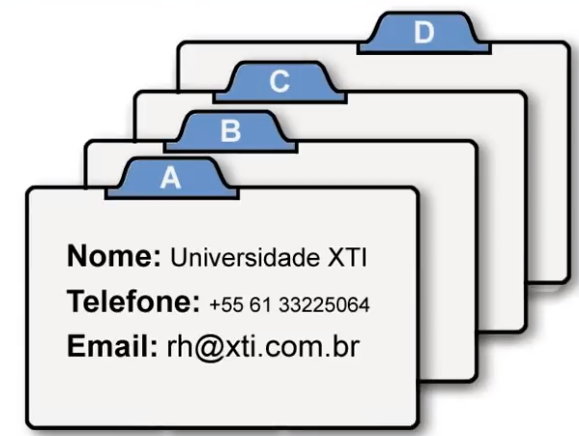 D
C
B
A
Nome: Universidade XTI
Telefone: +55 61 33225064
Email: rh@xti.com.br